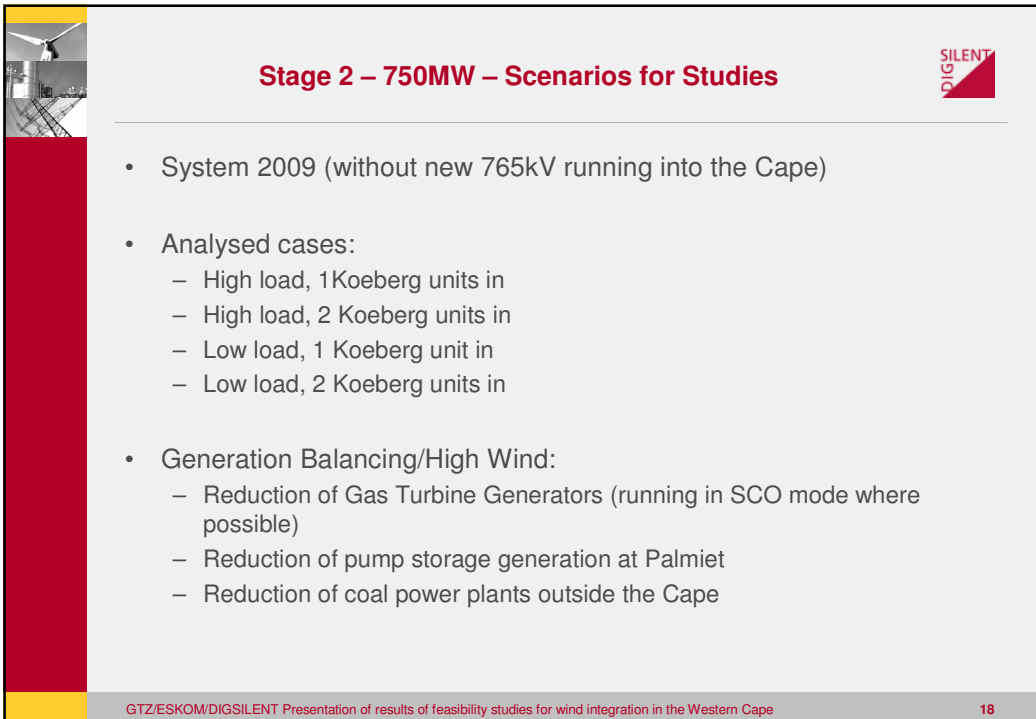 Stage 2 – 750MW – Scenarios for Studies
DIG SILENT
• System 2009 (without new 765kV running into the Cape)
• Analysed cases:
– High load, 1Koeberg units in
– High load, 2 Koeberg units in
– Low load, 1 Koeberg unit in
– Low load, 2 Koeberg units in
• Generation Balancing/High Wind:
– Reduction of Gas Turbine Generators (running in SCO mode where
possible)
– Reduction of pump storage generation at Palmiet
– Reduction of coal power plants outside the Cape
GTZ/ESKOM/DIGSILENT Presentation of results of feasibility studies for wind integration in the Western Cape 18